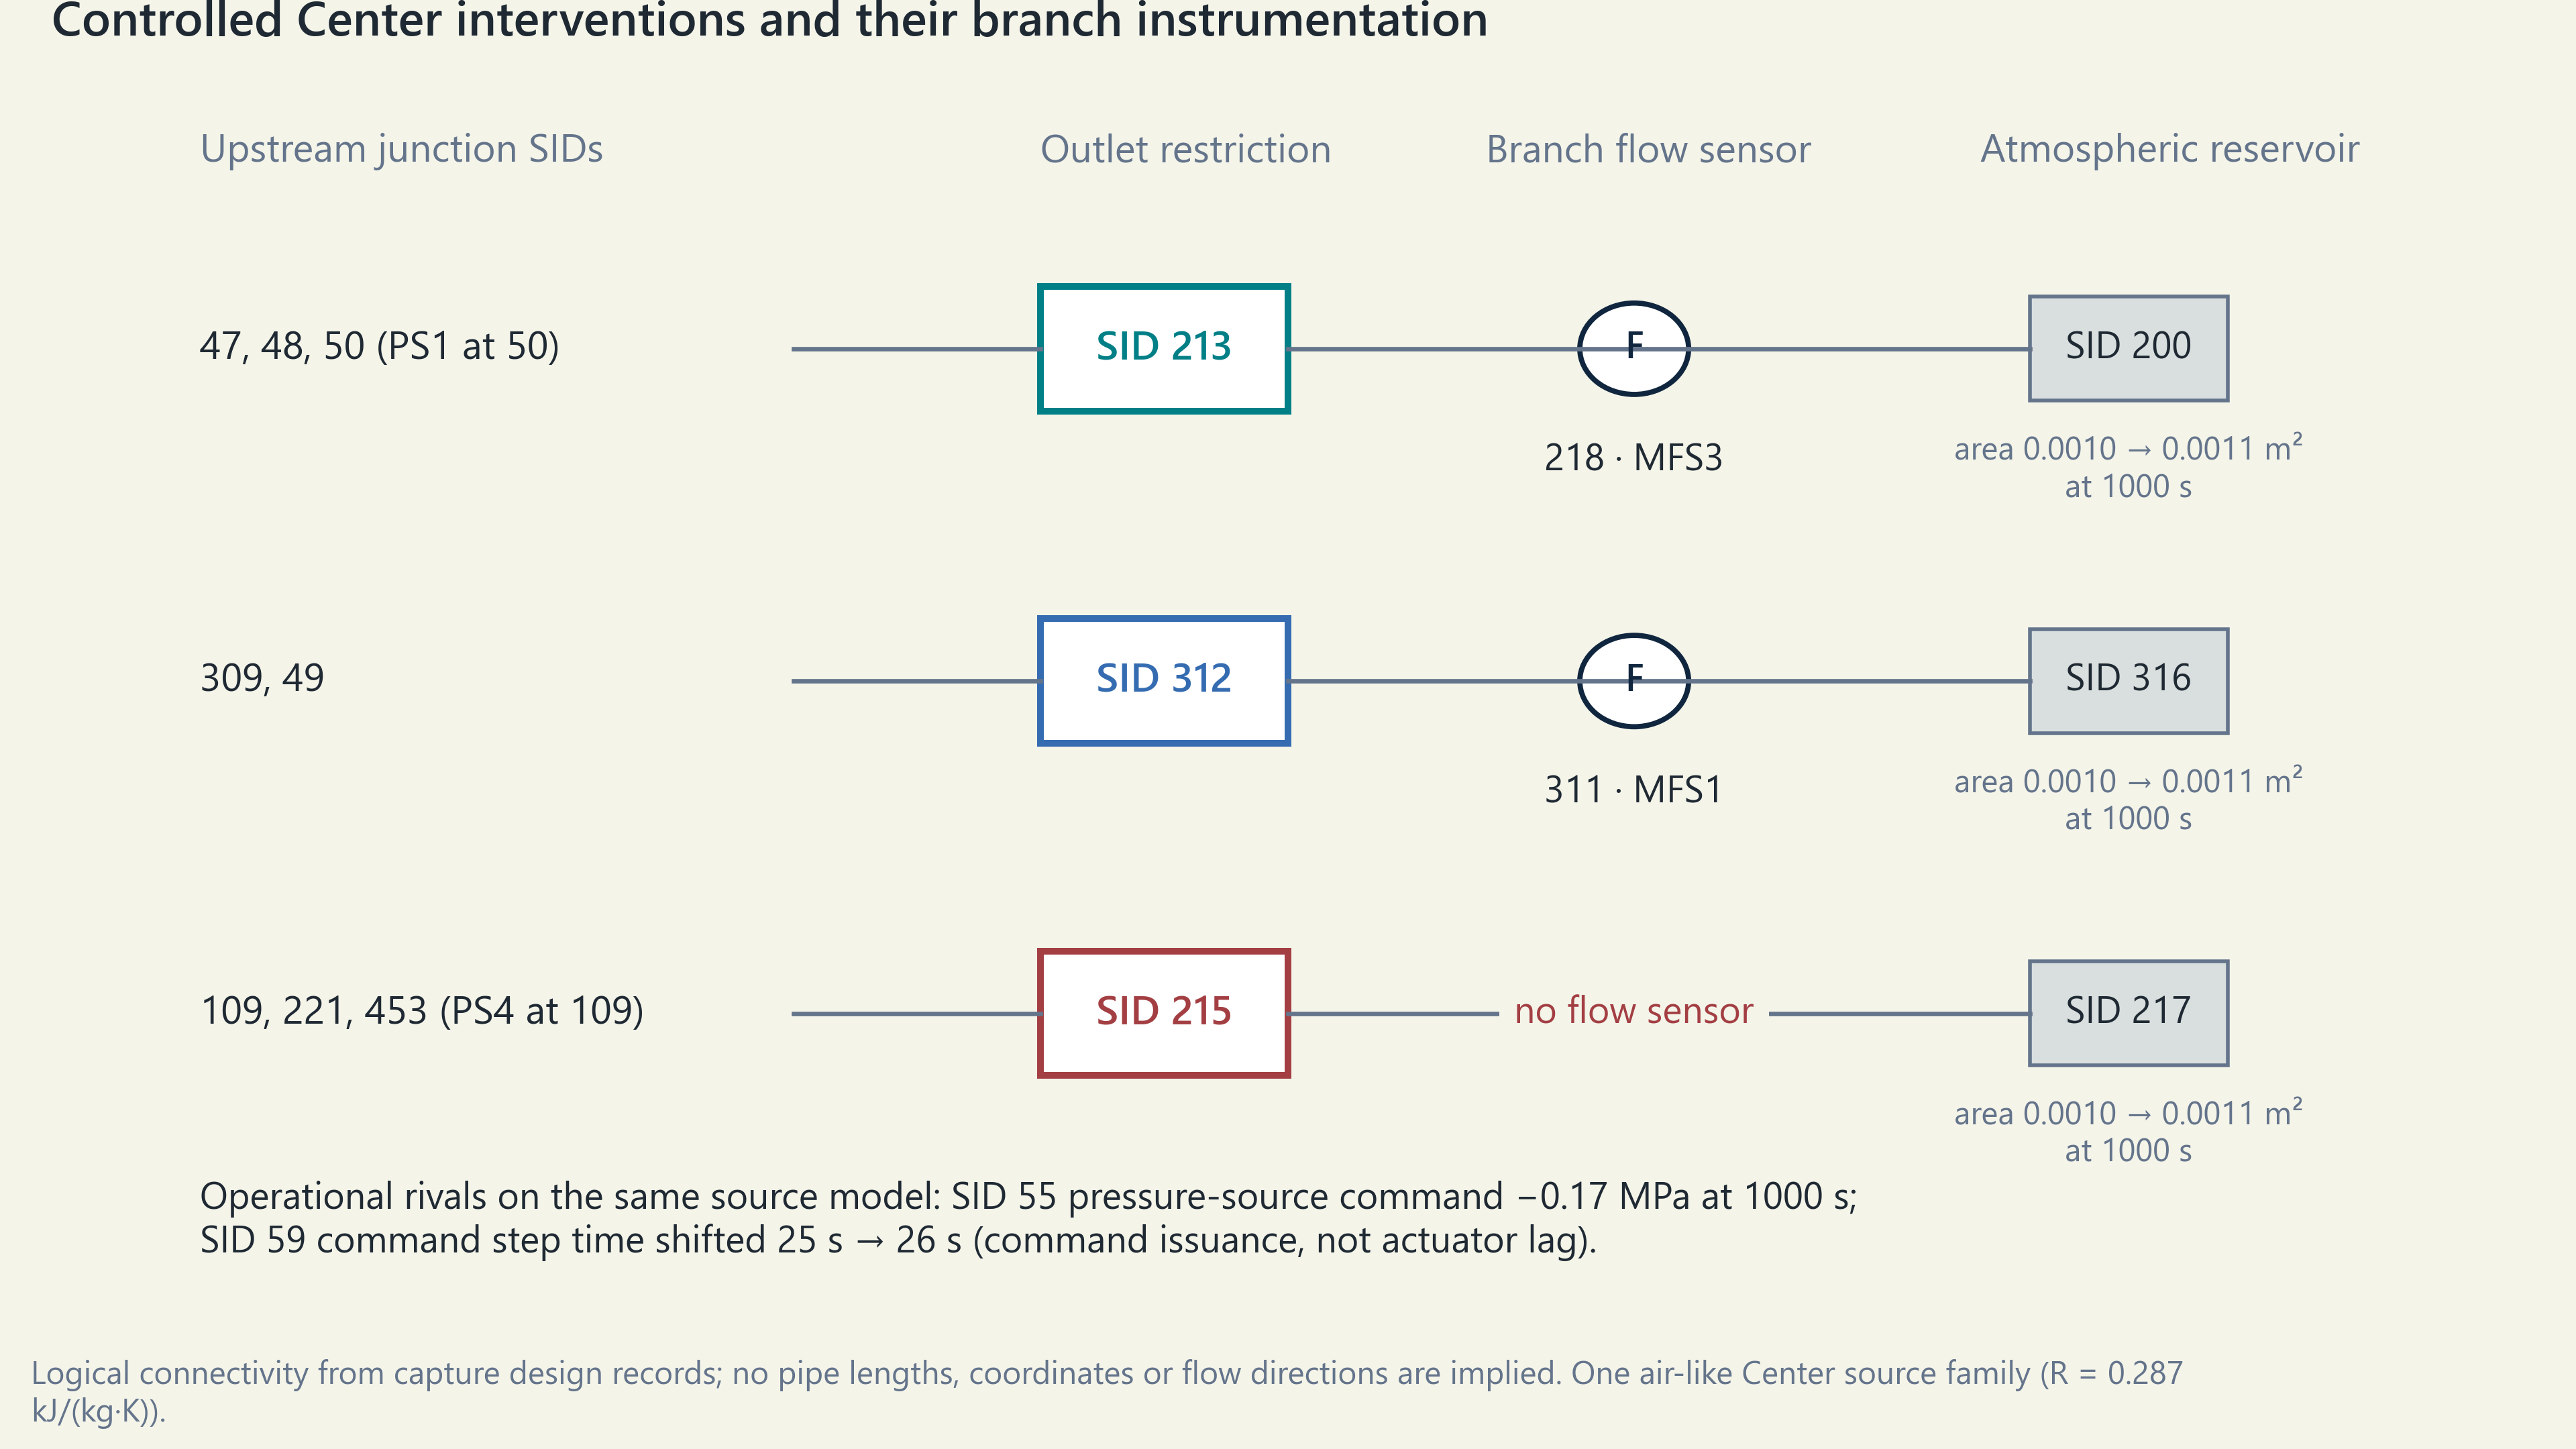 Controlled Center interventions and their branch instrumentation
Upstream junction SIDs
Outlet restriction
Branch flow sensor
Atmospheric reservoir
47, 48, 50 (PS1 at 50)
SID 213
F
SID 200
218 · MFS3
area 0.0010 → 0.0011 m²
at 1000 s
309, 49
SID 312
F
SID 316
311 · MFS1
area 0.0010 → 0.0011 m²
at 1000 s
109, 221, 453 (PS4 at 109)
SID 215
no flow sensor
SID 217
area 0.0010 → 0.0011 m²
at 1000 s
Operational rivals on the same source model: SID 55 pressure-source command −0.17 MPa at 1000 s;
SID 59 command step time shifted 25 s → 26 s (command issuance, not actuator lag).
Logical connectivity from capture design records; no pipe lengths, coordinates or flow directions are implied. One air-like Center source family (R = 0.287
kJ/(kg·K)).